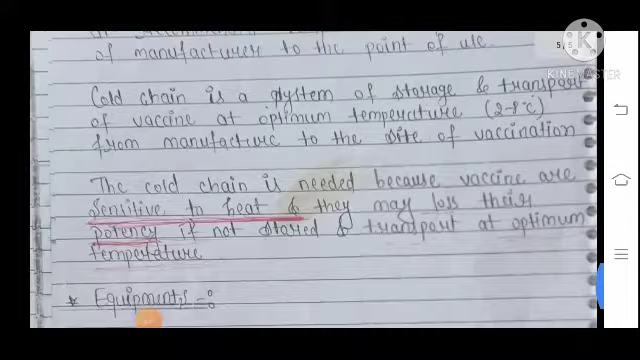 of manufacturer to the point of use.
5/5
KINEMASTER
Cold chain is a system of storage & transport
of vaccine at optimum temperature (2-8°C)
from manufacture to the site of vaccination
The cold chain is needed because vaccine are
sensitive to heat & they may loss their
potency if not stored & transport at optimum
temperature
* Equipments :-